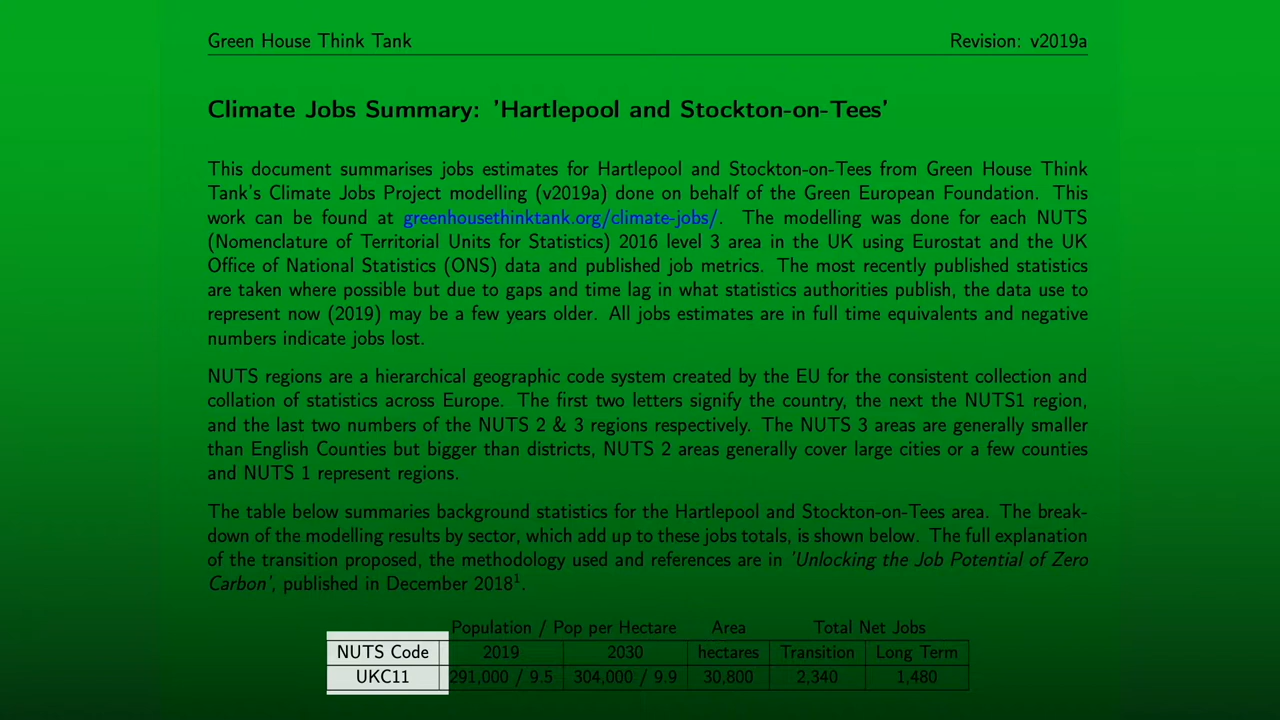 Green House Think Tank Revision: v2019a
Climate Jobs Summary: 'Hartlepool and Stockton-on-Tees'
This document summarises jobs estimates for Hartlepool and Stockton-on-Tees from Green House Think
Tank's Climate Jobs Project modelling (v2019a) done on behalf of the Green European Foundation. This
work can be found at greenhousethinktank.org/climate-jobs/. The modelling was done for each NUTS
(Nomenclature of Territorial Units for Statistics) 2016 level 3 area in the UK using Eurostat and the UK
Office of National Statistics (ONS) data and published job metrics. The most recently published statistics
are taken where possible but due to gaps and time lag in what statistics authorities publish, the data use to
represent now (2019) may be a few years older. All jobs estimates are in full time equivalents and negative
numbers indicate jobs lost.
NUTS regions are a hierarchical geographic code system created by the EU for the consistent collection and
collation of statistics across Europe. The first two letters signify the country, the next the NUTS1 region,
and the last two numbers of the NUTS 2 & 3 regions respectively. The NUTS 3 areas are generally smaller
than English Counties but bigger than districts, NUTS 2 areas generally cover large cities or a few counties
and NUTS 1 represent regions.
The table below summaries background statistics for the Hartlepool and Stockton-on-Tees area. The break-
down of the modelling results by sector, which add up to these jobs totals, is shown below. The full explanation
of the transition proposed, the methodology used and references are in 'Unlocking the Job Potential of Zero
Carbon', published in December 2018¹.
Population / Pop per Hectare Area Total Net Jobs
NUTS Code 2019 2030 hectares Transition Long Term
UKC11 291,000 / 9.5 304,000 / 9.9 30,800 2,340 1,480